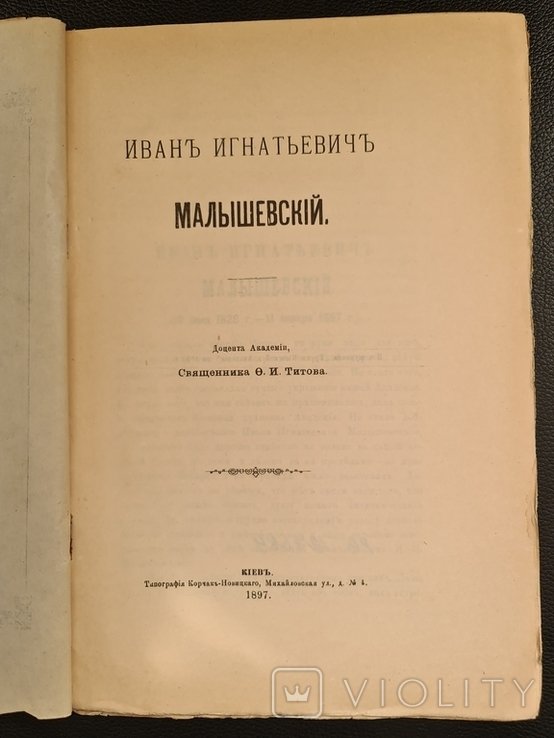 ИВАНЪ ИГНАТЬЕВИЧЪ
МАЛЫШЕВСКІЙ.
Доцента Академіи,
Священника Ѳ. И. Титова.
КІЕВЪ.
Типографія Корчакъ-Новицкаго, Михайловская ул., д. № 4.
1897.
VIOLITY